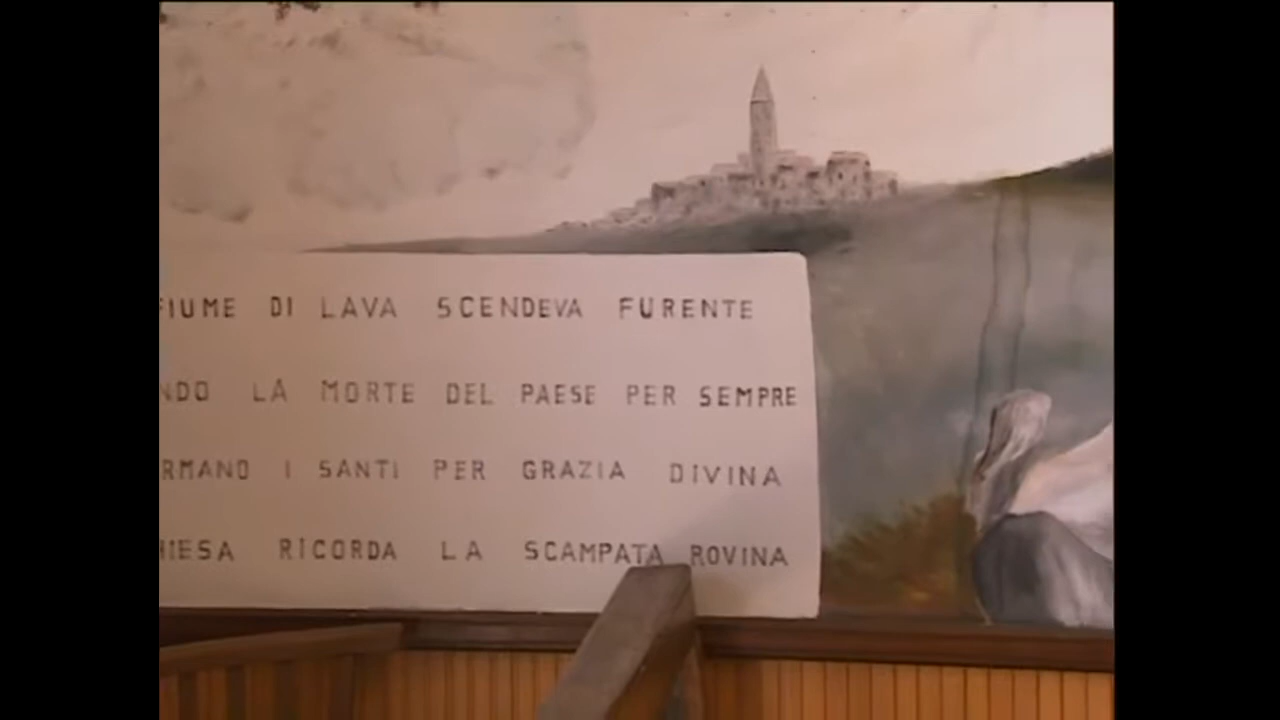 FIUME DI LAVA SCENDEVA FURENTE
NDO LA MORTE DEL PAESE PER SEMPRE
RMANO I SANTI PER GRAZIA DIVINA
HIESA RICORDA LA SCAMPATA ROVINA